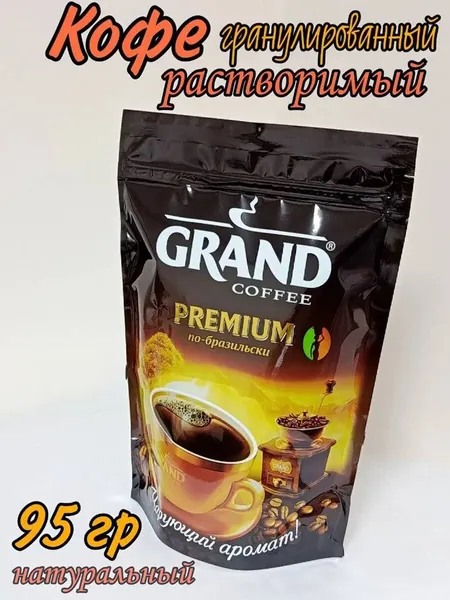 Кофе гранулированный
растворимый
GRAND®
COFFEE
PREMIUM
по-бразильски
GRAND
Чарующий аромат!
95 гр
натуральный